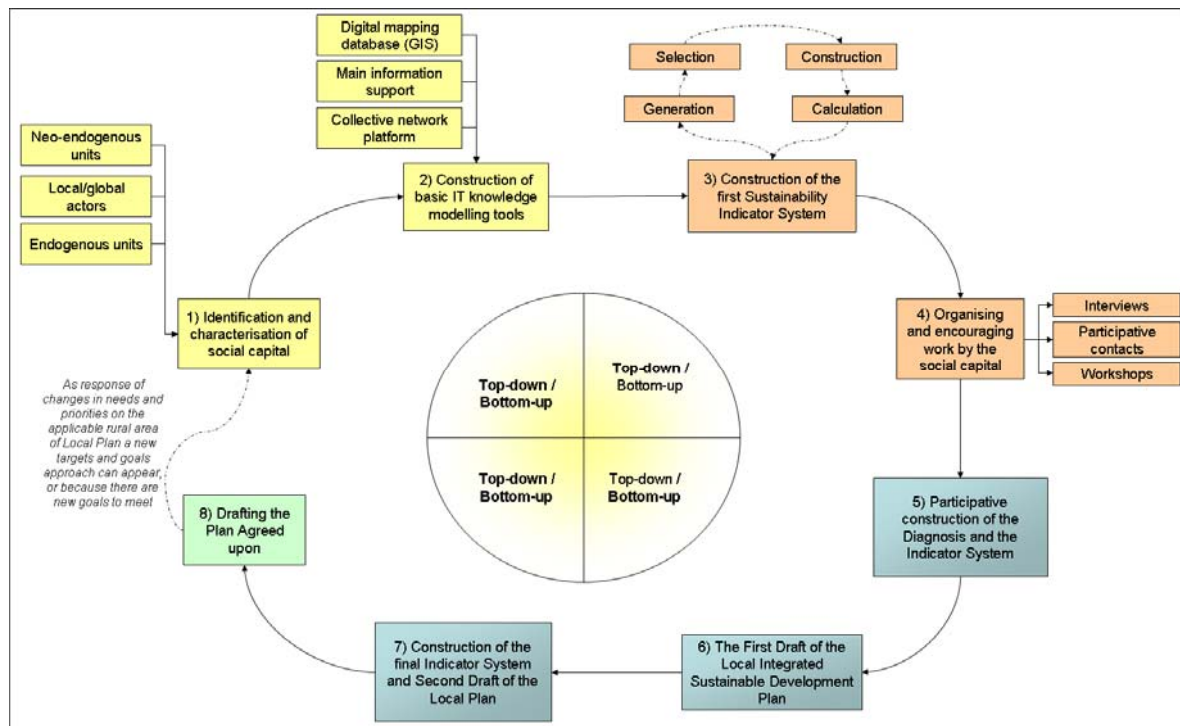 Digital mapping
database (GIS)
Main information
support
Collective network
platform
Selection
Construction
Generation
Calculation
Neo-endogenous
units
Local/global
actors
Endogenous units
1) Identification and
characterisation of
social capital
2) Construction of
basic IT knowledge
modelling tools
3) Construction of the
first Sustainability
Indicator System
4) Organising
and encouraging
work by the
social capital
Interviews
Participative
contacts
Workshops
Top-down /
Bottom-up
Top-down /
Bottom-up
Top-down /
Bottom-up
Top-down /
Bottom-up
As response of
changes in needs and
priorities on the
applicable rural area
of Local Plan a new
targets and goals
approach can appear,
or because there are
new goals to meet
5) Participative
construction of the
Diagnosis and the
Indicator System
6) The First Draft of the
Local Integrated
Sustainable Development
Plan
7) Construction of the
final Indicator System
and Second Draft of the
Local Plan
8) Drafting the
Plan Agreed
upon